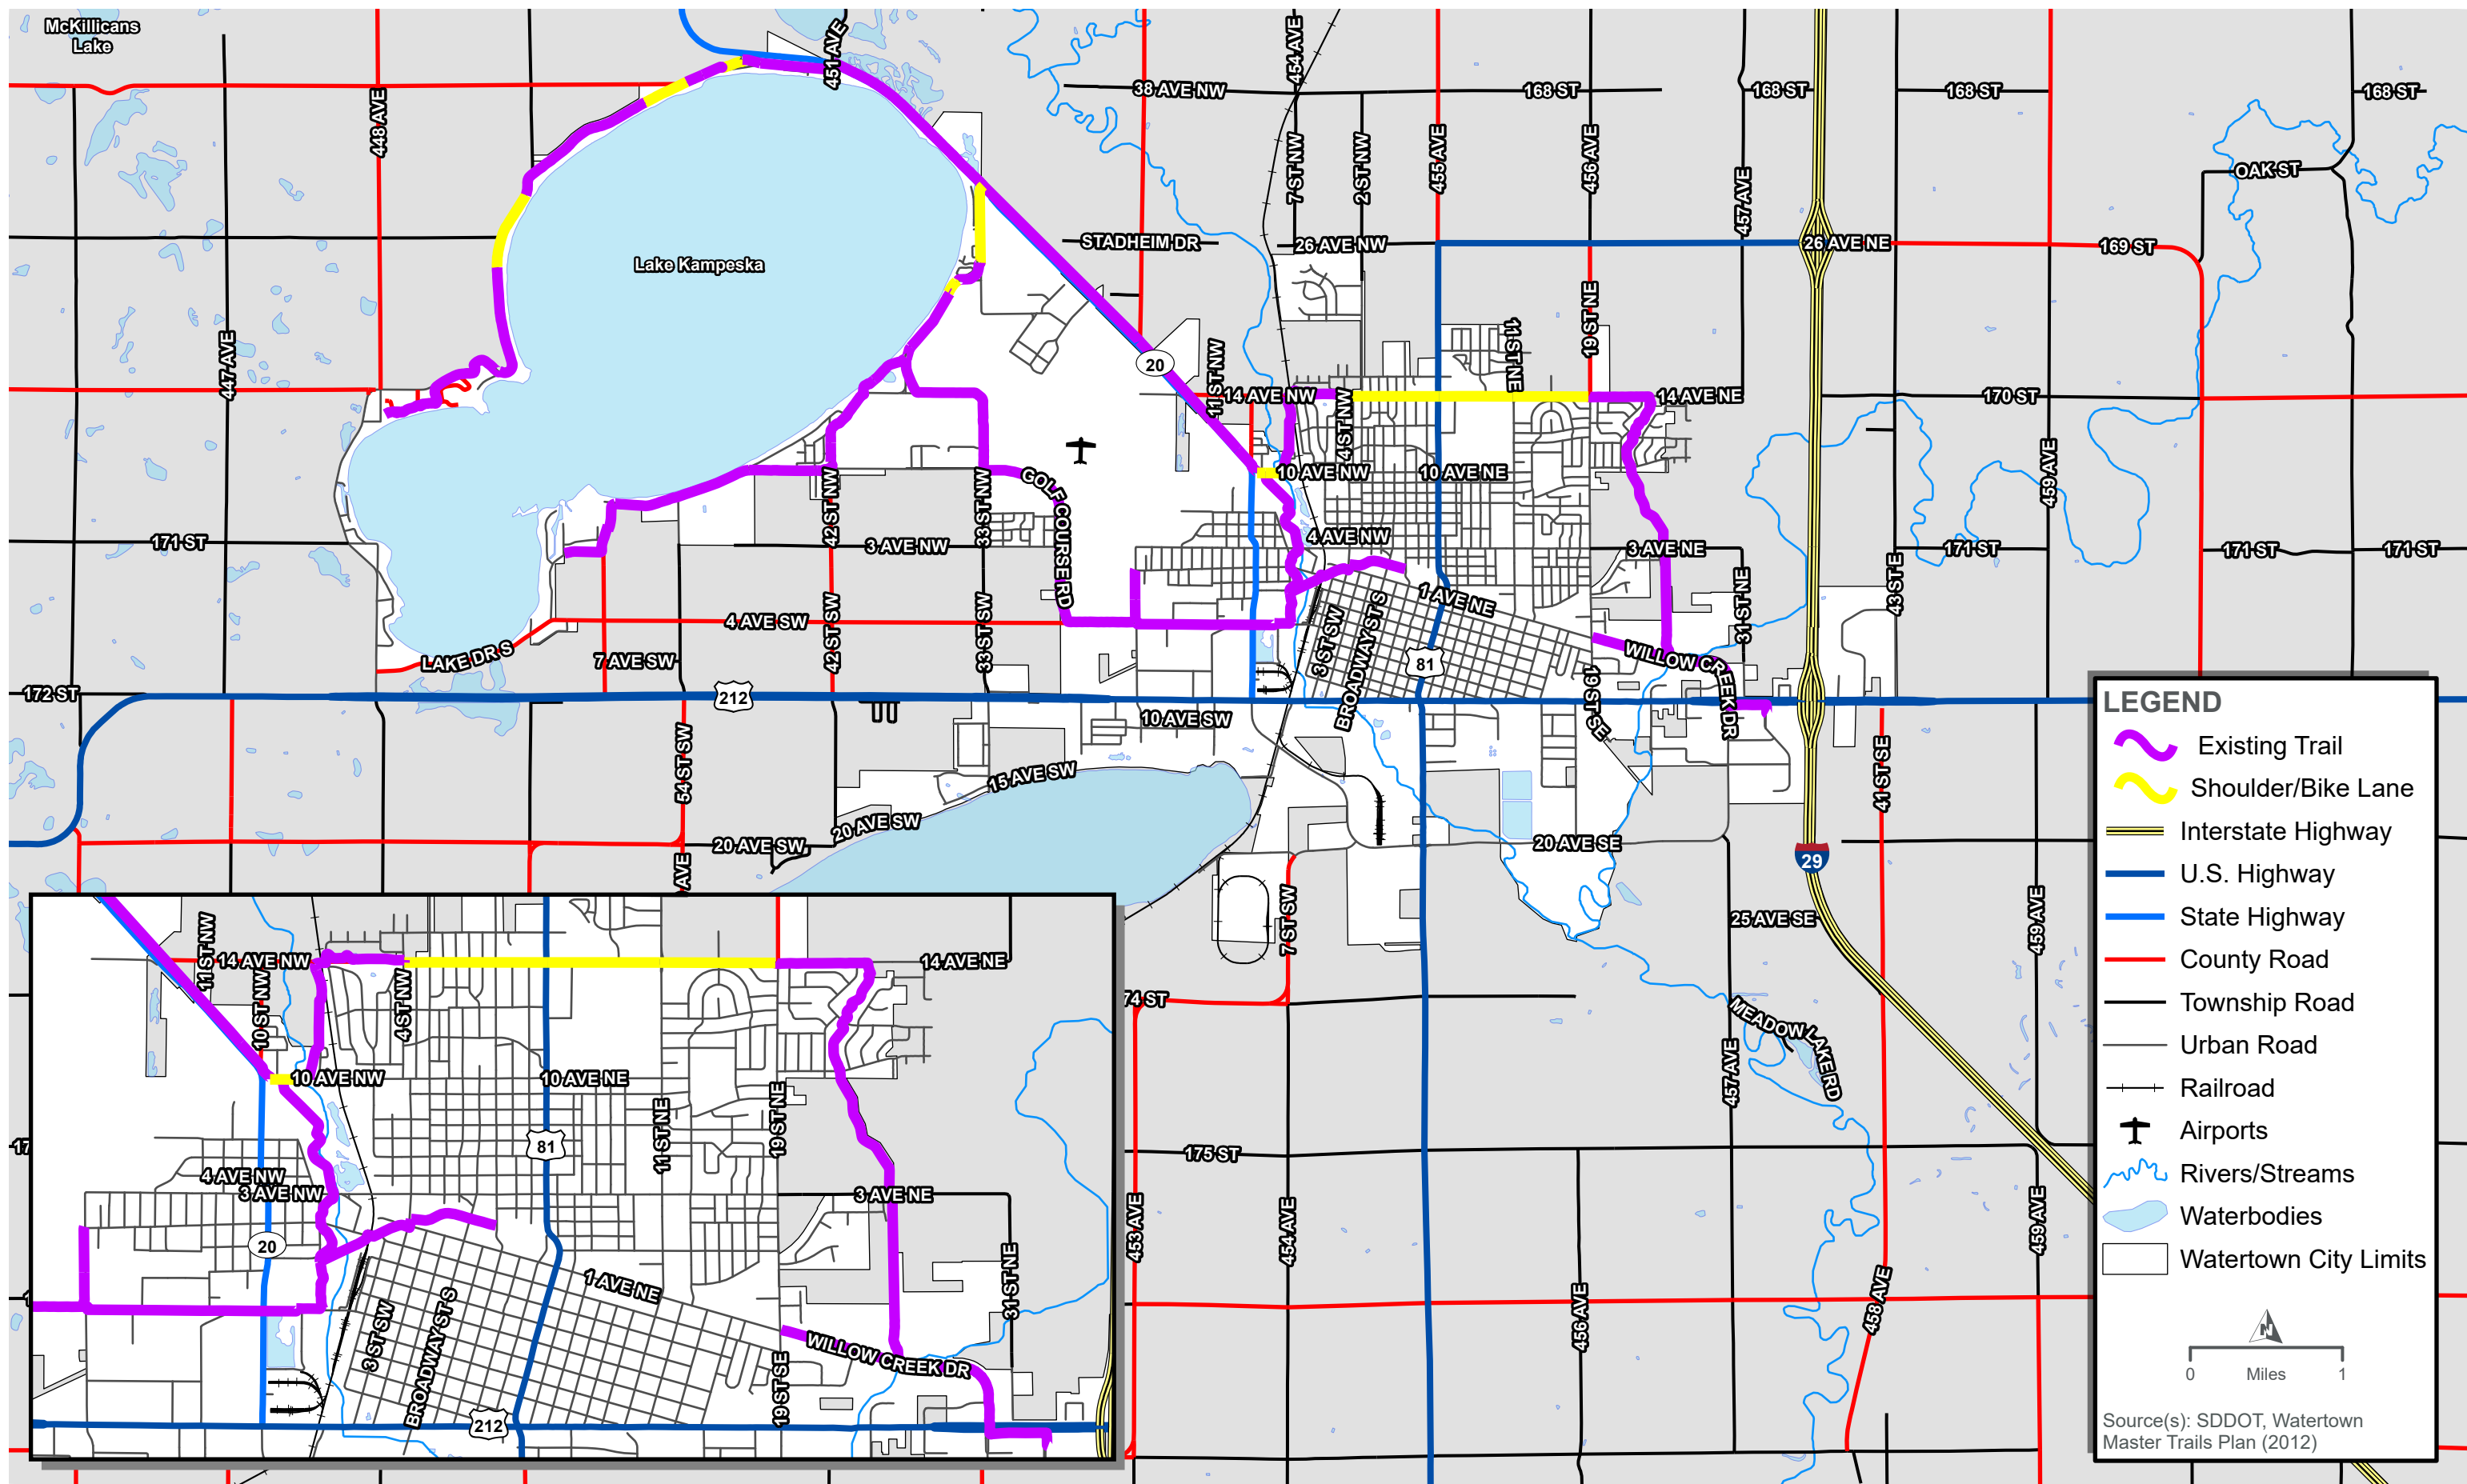 McKillicans
Lake
451 AVE
454 AVE
448 AVE
38 AVE NW
168 ST
168 ST
168 ST
168 ST
7 ST NW
2 ST NW
455 AVE
456 AVE
457 AVE
OAK ST
STADHEIM DR
26 AVE NW
26 AVE NE
169 ST
Lake Kampeska
447 AVE
20
11 ST NW
11 ST NE
19 ST NE
14 AVE NW
4 ST NW
14 AVE NE
170 ST
10 AVE NW
10 AVE NE
459 AVE
42 ST NW
33 ST NW
GOLF COURSE RD
171 ST
3 AVE NW
4 AVE NW
3 AVE NE
171 ST
171 ST
171 ST
43 ST E
31 ST NE
1 AVE NE
4 AVE SW
42 ST SW
33 ST SW
3 ST SW
BROADWAY ST S
LAKE DR S
7 AVE SW
81
WILLOW CREEK DR
19 ST SE
172 ST
212
10 AVE SW
54 ST SW
15 AVE SW
41 ST SE
20 AVE SW
20 AVE SW
20 AVE SE
29
AVE
7 ST SW
25 AVE SE
459 AVE
74 ST
MEADOW LAKE RD
457 AVE
175 ST
453 AVE
454 AVE
456 AVE
458 AVE
459 AVE
17
11 ST NW
14 AVE NW
10 ST NW
4 ST NW
14 AVE NE
10 AVE NW
10 AVE NE
81
11 ST NE
19 ST NE
4 AVE NW
3 AVE NW
3 AVE NE
20
1 AVE NE
31 ST NE
3 ST SW
BROADWAY ST S
WILLOW CREEK DR
19 ST SE
212
LEGEND
Existing Trail
Shoulder/Bike Lane
Interstate Highway
U.S. Highway
State Highway
County Road
Township Road
Urban Road
Railroad
Airports
Rivers/Streams
Waterbodies
Watertown City Limits
N
0 Miles 1
Source(s): SDDOT, Watertown
Master Trails Plan (2012)